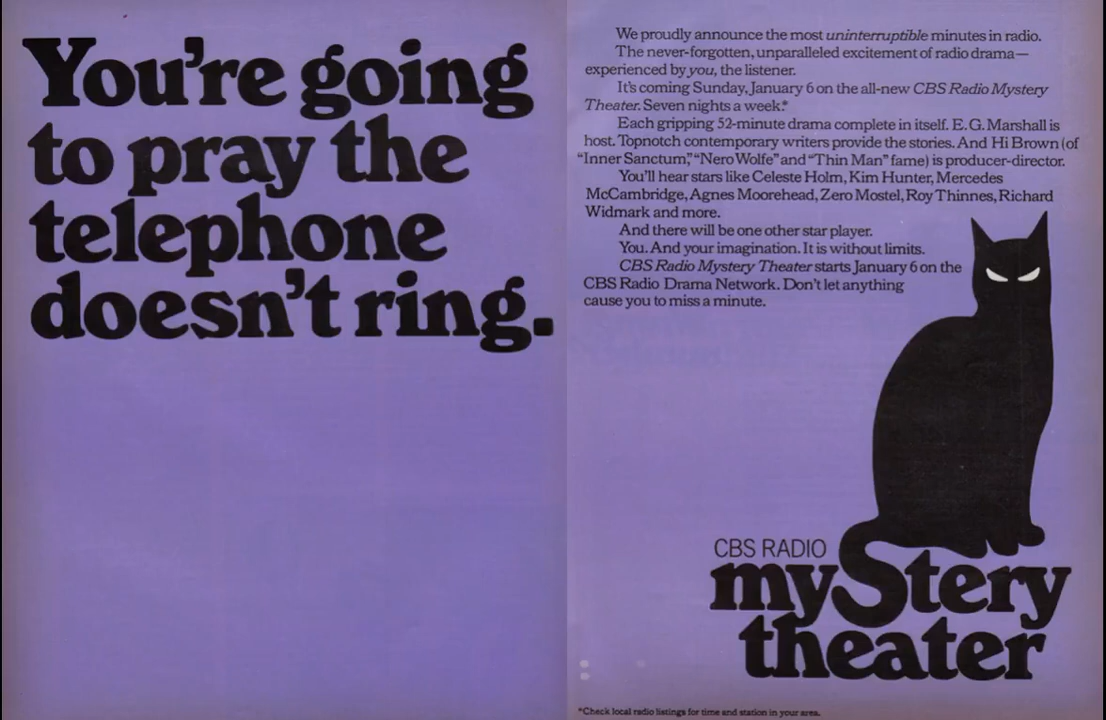 You're going
to pray the
telephone
doesn't ring.
We proudly announce the most uninterruptible minutes in radio.
The never-forgotten, unparalleled excitement of radio drama—
experienced by you, the listener.
It's coming Sunday, January 6 on the all-new CBS Radio Mystery
Theater. Seven nights a week.*
Each gripping 52-minute drama complete in itself. E. G. Marshall is
host. Topnotch contemporary writers provide the stories. And Hi Brown (of
"Inner Sanctum," "Nero Wolfe" and "Thin Man" fame) is producer-director.
You'll hear stars like Celeste Holm, Kim Hunter, Mercedes
McCambridge, Agnes Moorehead, Zero Mostel, Roy Thinnes, Richard
Widmark and more.
And there will be one other star player.
You. And your imagination. It is without limits.
CBS Radio Mystery Theater starts January 6 on the
CBS Radio Drama Network. Don't let anything
cause you to miss a minute.
CBS RADIO
myStery
theater
*Check local radio listings for time and station in your area.